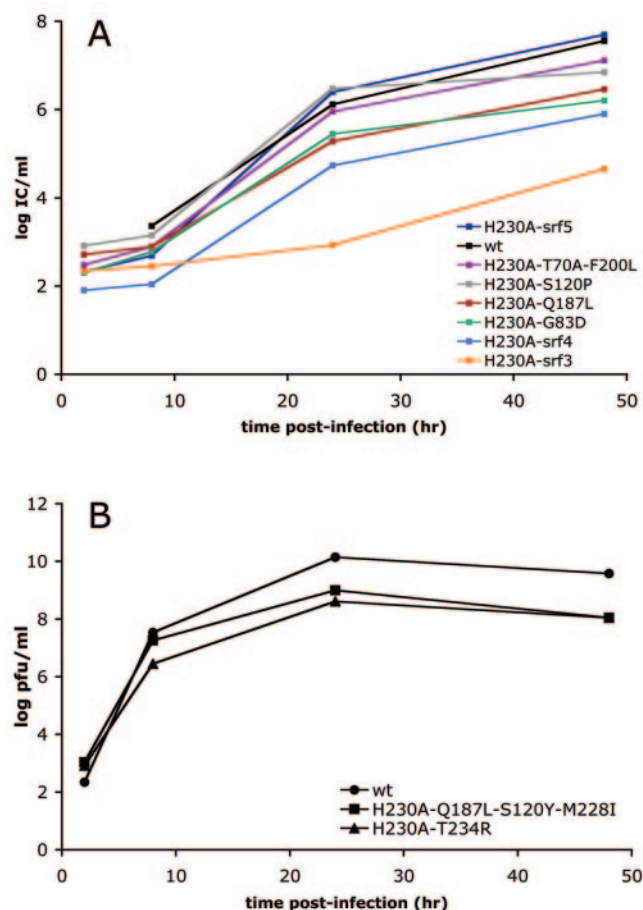 A
8
6
4
2
0
log IC/ml
H230A-srf5
wt
H230A-T70A-F200L
H230A-S120P
H230A-Q187L
H230A-G83D
H230A-srf4
H230A-srf3
0 10 20 30 40 50
time post-infection (hr)
B
12
10
8
6
4
2
0
log pfu/ml
wt
H230A-Q187L-S120Y-M228I
H230A-T234R
0 10 20 30 40 50
time post-infection (hr)